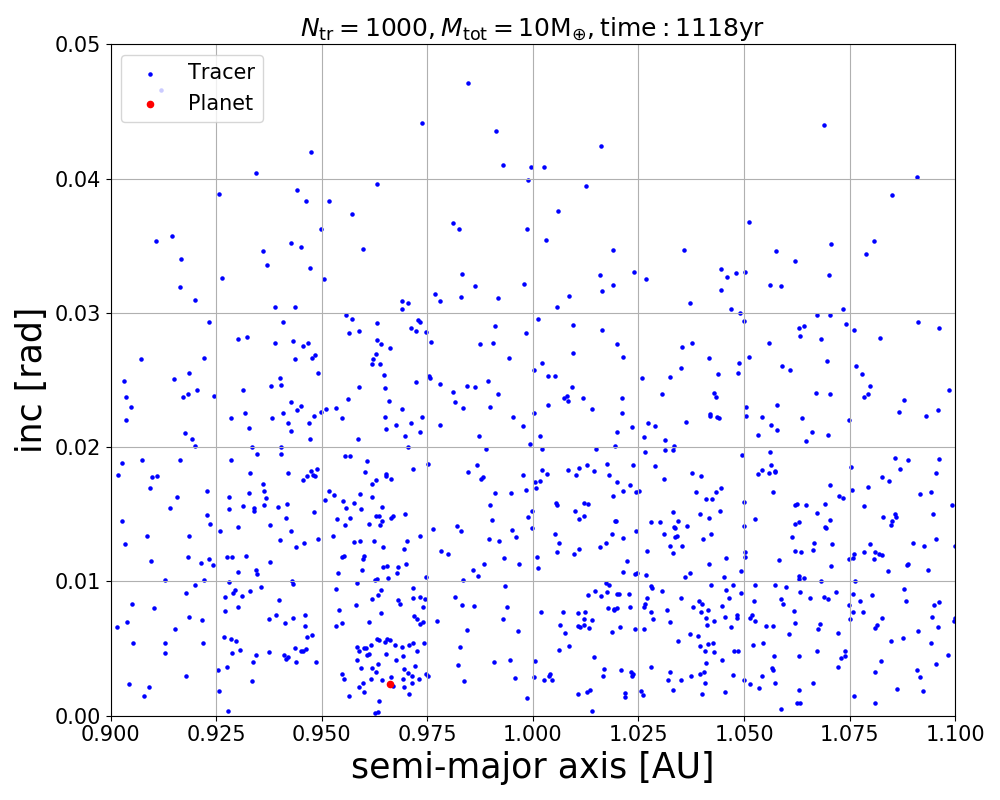 N_tr = 1000, M_tot = 10M_⊕, time : 1118yr
Tracer
Planet
0.05
0.04
0.03
0.02
0.01
0.00
inc [rad]
0.900 0.925 0.950 0.975 1.000 1.025 1.050 1.075 1.100
semi-major axis [AU]